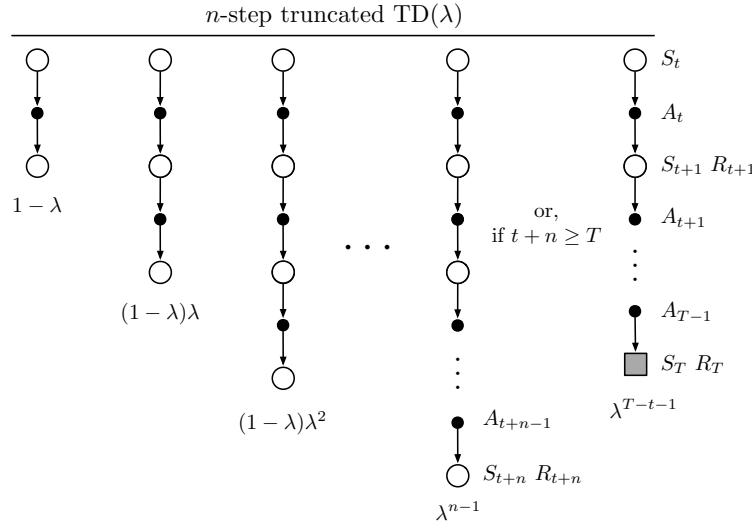 n-step truncated TD(λ)
S_t
A_t
S_{t+1} R_{t+1}
1 − λ
A_{t+1}
or,
if t + n ≥ T
· · ·
(1 − λ)λ
A_{T−1}
S_T R_T
(1 − λ)λ^2
λ^{T−t−1}
A_{t+n−1}
S_{t+n} R_{t+n}
λ^{n−1}